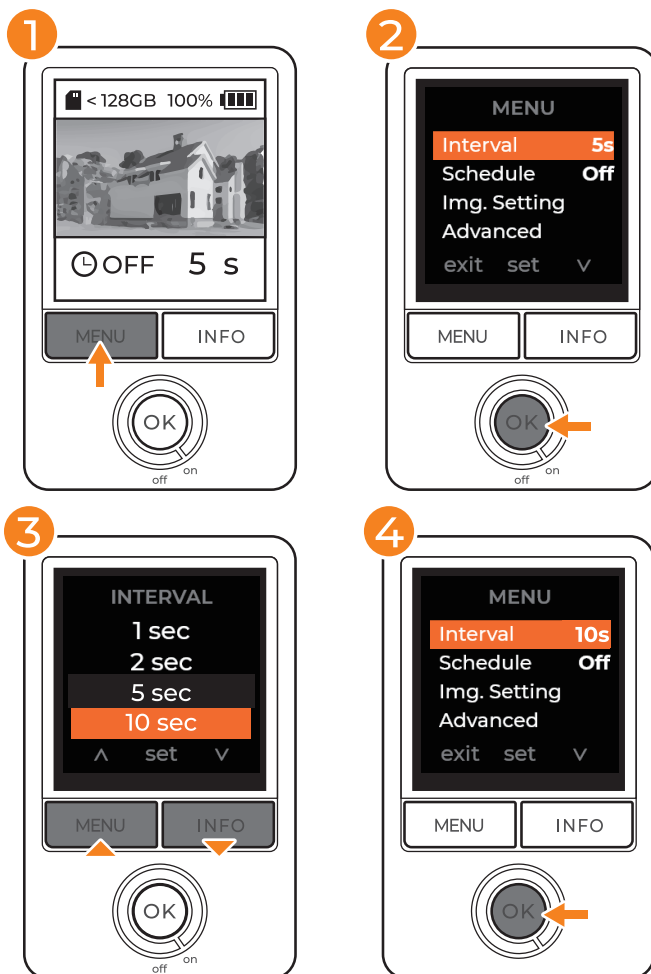 1
< 128GB 100%
OFF 5 s
MENU INFO
OK
off on
2
MENU
Interval 5s
Schedule Off
Img. Setting
Advanced
exit set ∨
MENU INFO
OK
off on
3
INTERVAL
1 sec
2 sec
5 sec
10 sec
∧ set ∨
MENU INFO
OK
off on
4
MENU
Interval 10s
Schedule Off
Img. Setting
Advanced
exit set ∨
MENU INFO
OK
off on